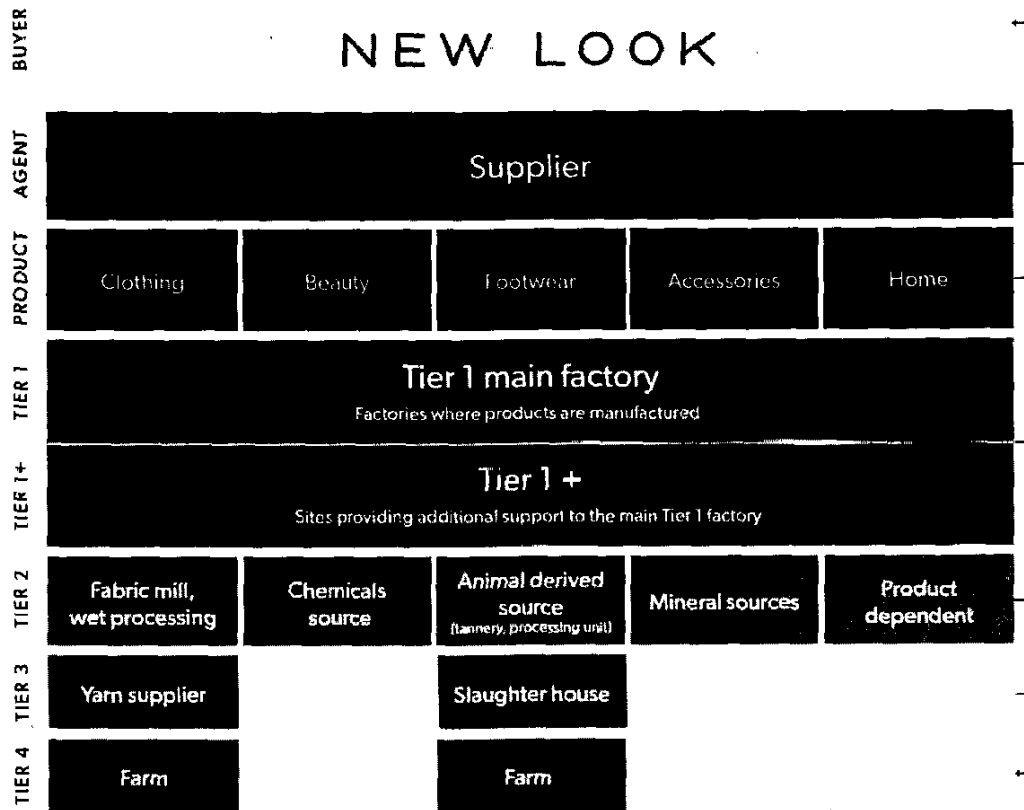 BUYER
NEW LOOK
AGENT
Supplier
PRODUCT
Clothing
Beauty
Footwear
Accessories
Home
TIER 1
Tier 1 main factory
Factories where products are manufactured
TIER 1+
Tier 1 +
Sites providing additional support to the main Tier 1 factory
TIER 2
Fabric mill,
wet processing
Chemicals
source
Animal derived
source
(tannery, processing unit)
Mineral sources
Product
dependent
TIER 3
Yarn supplier
Slaughter house
TIER 4
Farm
Farm